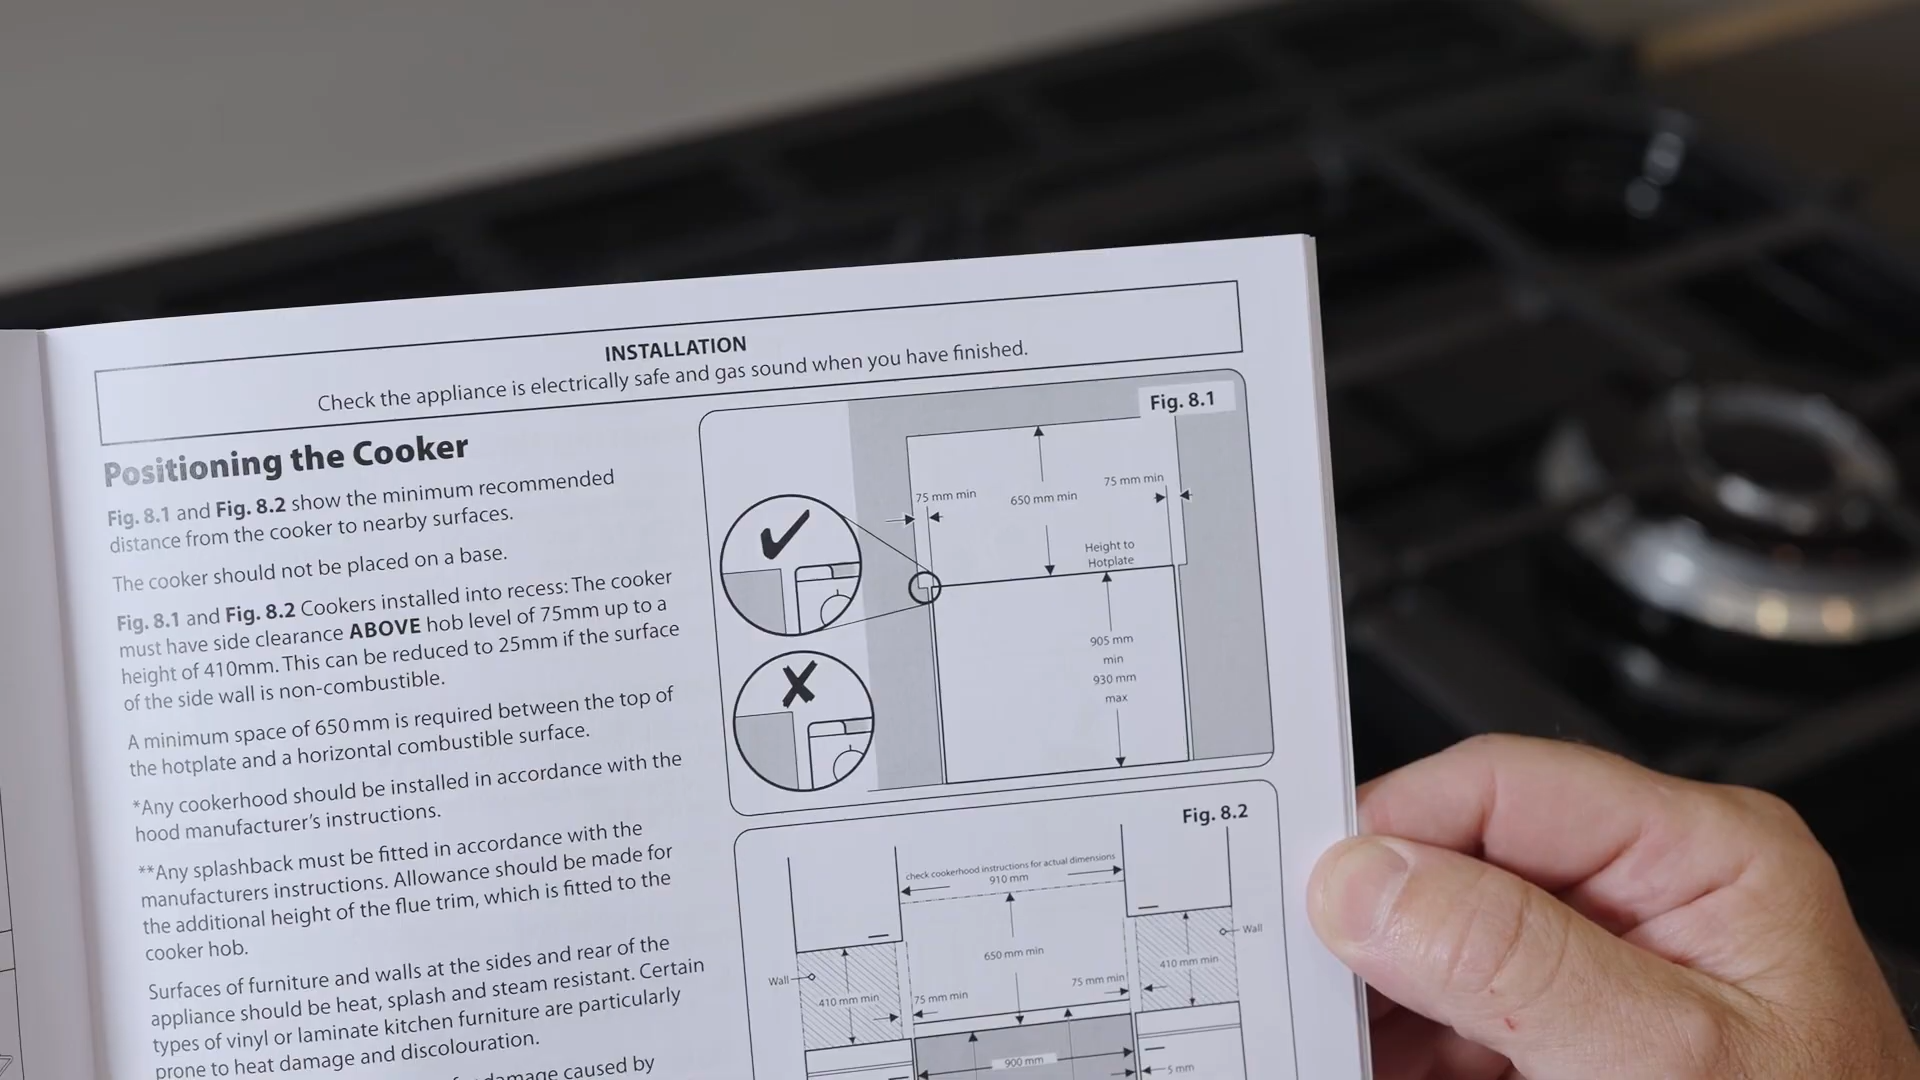 INSTALLATION
Check the appliance is electrically safe and gas sound when you have finished.
Positioning the Cooker
Fig. 8.1 and Fig. 8.2 show the minimum recommended
distance from the cooker to nearby surfaces.
The cooker should not be placed on a base.
Fig. 8.1 and Fig. 8.2 Cookers installed into recess: The cooker
must have side clearance ABOVE hob level of 75mm up to a
height of 410mm. This can be reduced to 25mm if the surface
of the side wall is non-combustible.
A minimum space of 650 mm is required between the top of
the hotplate and a horizontal combustible surface.
*Any cookerhood should be installed in accordance with the
hood manufacturer's instructions.
**Any splashback must be fitted in accordance with the
manufacturers instructions. Allowance should be made for
the additional height of the flue trim, which is fitted to the
cooker hob.
Surfaces of furniture and walls at the sides and rear of the
appliance should be heat, splash and steam resistant. Certain
types of vinyl or laminate kitchen furniture are particularly
prone to heat damage and discolouration.
damage caused by
Fig. 8.1
75 mm min
650 mm min
75 mm min
Height to
Hotplate
905 mm
min
930 mm
max
Fig. 8.2
check cookerhood instructions for actual dimensions
910 mm
Wall
650 mm min
Wall
410 mm min
75 mm min
75 mm min
410 mm min
900 mm
5 mm